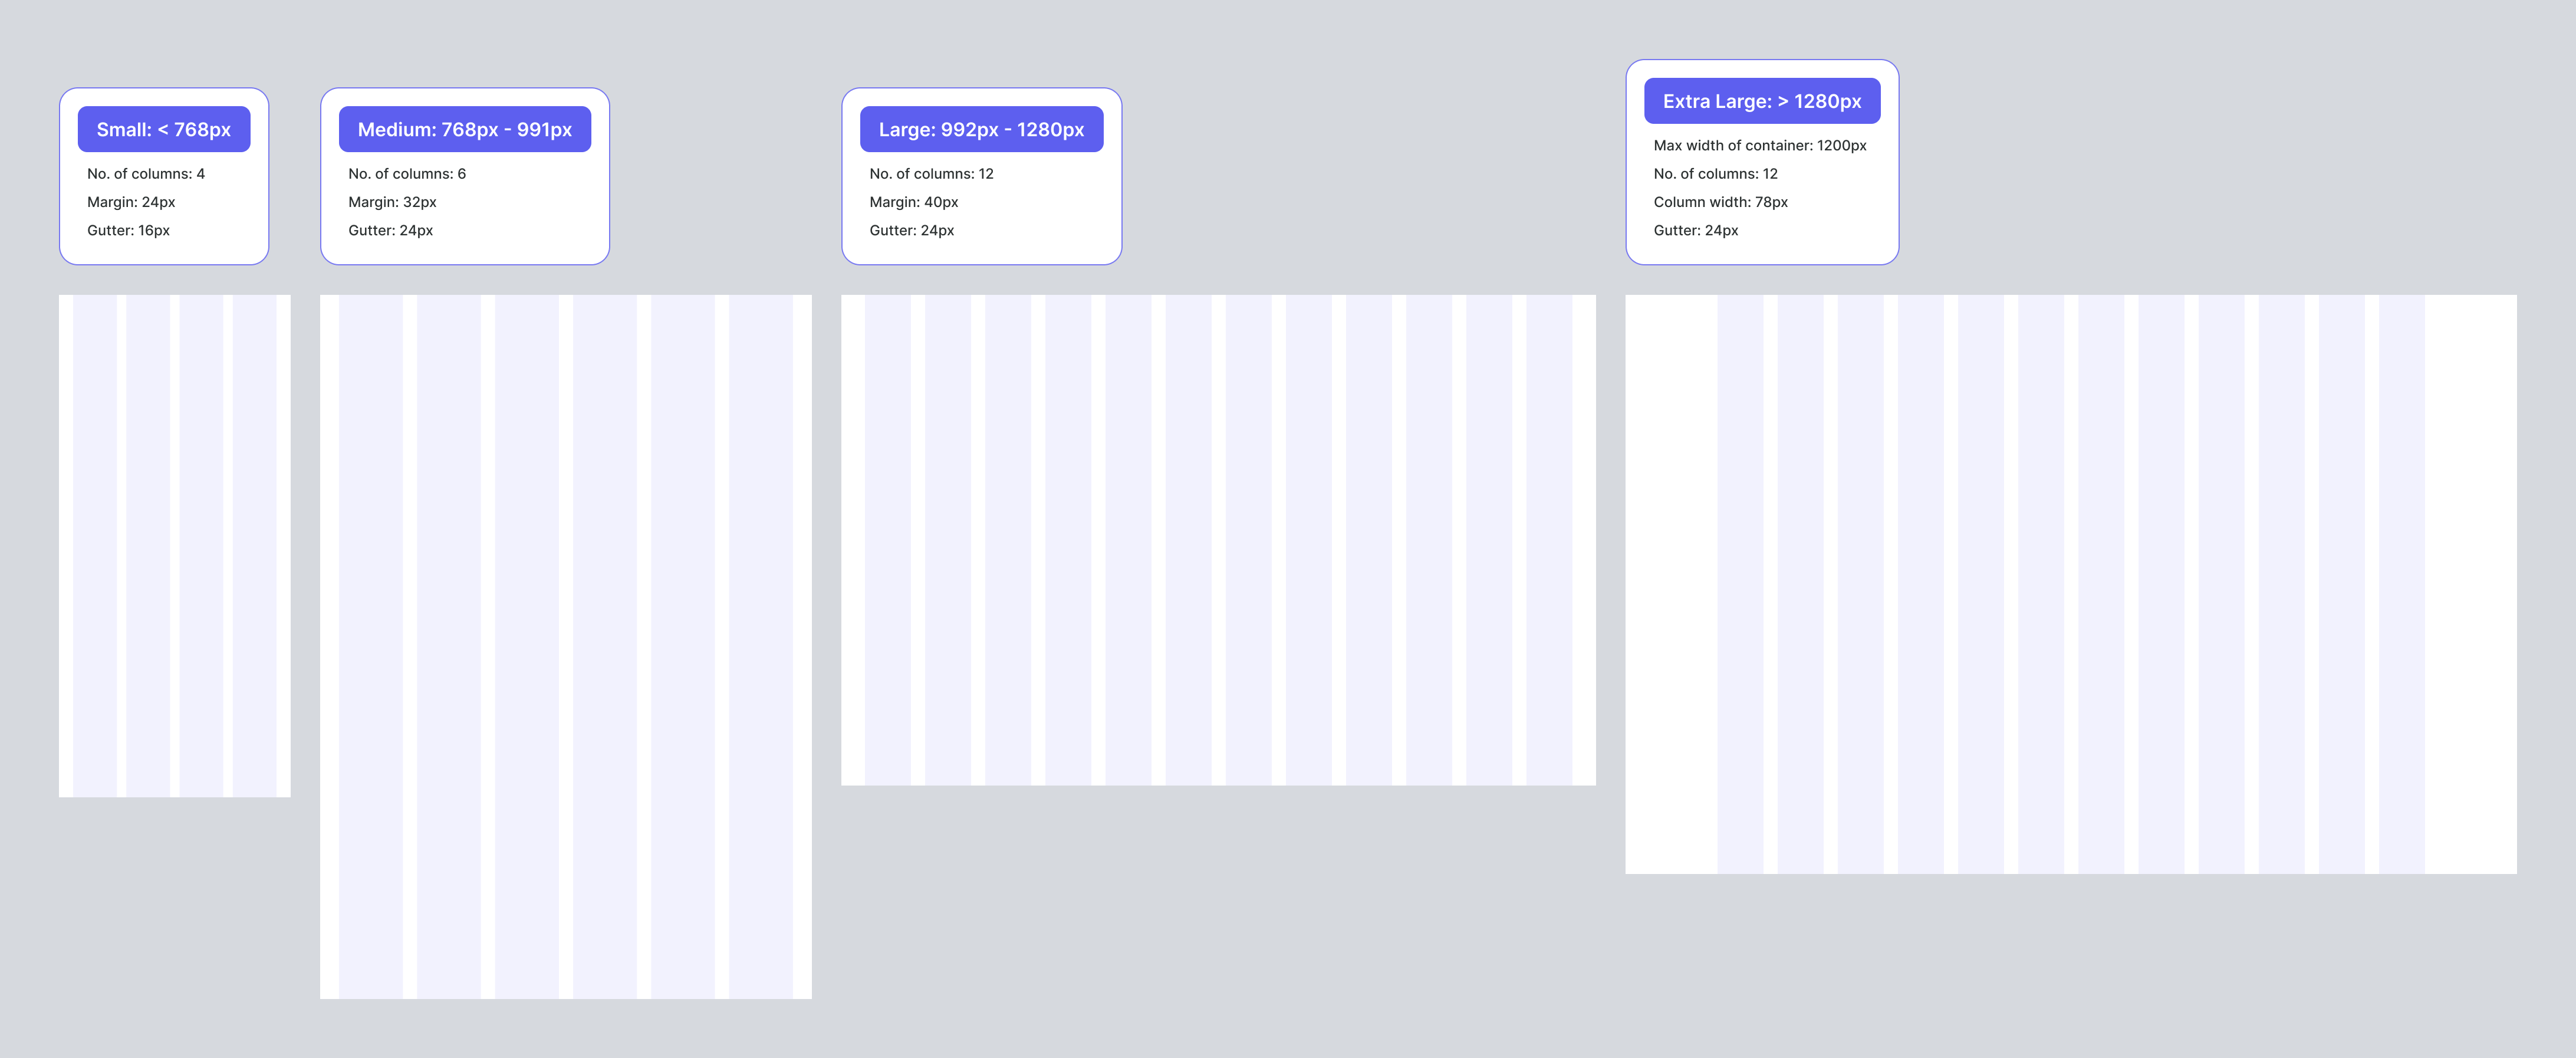 Small: < 768px
No. of columns: 4
Margin: 24px
Gutter: 16px
Medium: 768px - 991px
No. of columns: 6
Margin: 32px
Gutter: 24px
Large: 992px - 1280px
No. of columns: 12
Margin: 40px
Gutter: 24px
Extra Large: > 1280px
Max width of container: 1200px
No. of columns: 12
Column width: 78px
Gutter: 24px